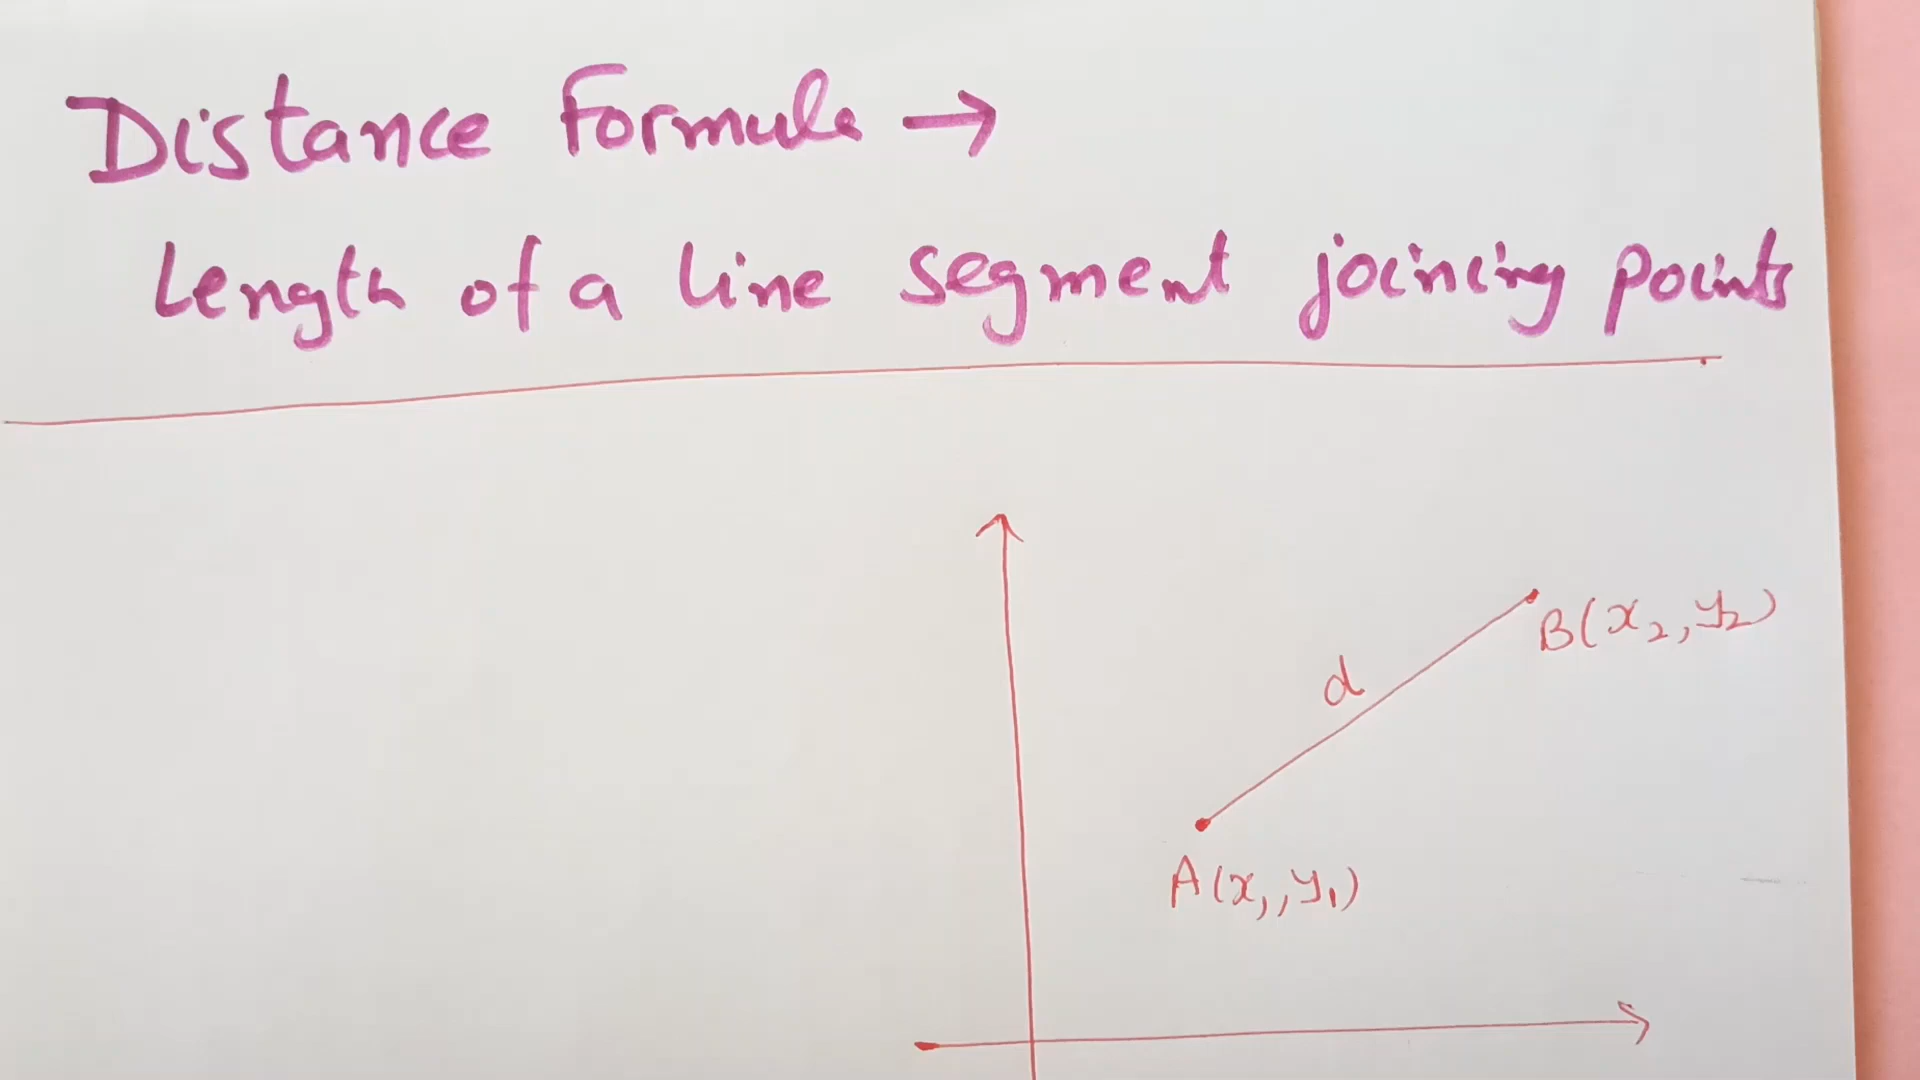 Distance Formula →
Length of a line segment joining points
B(x₂, y₂)
d
A(x₁, y₁)